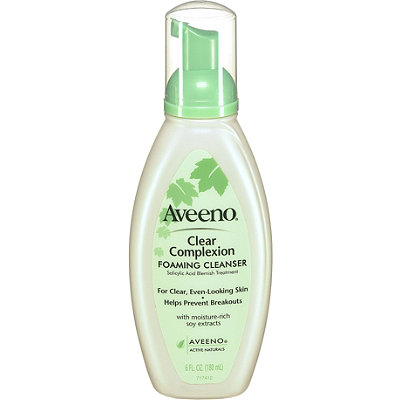 Aveeno®
Clear
Complexion
FOAMING CLEANSER
Salicylic Acid Blemish Treatment
For Clear, Even-Looking Skin
•
Helps Prevent Breakouts
with moisture-rich
soy extracts
AVEENO®
ACTIVE NATURALS
6 FL. OZ. (180 mL)